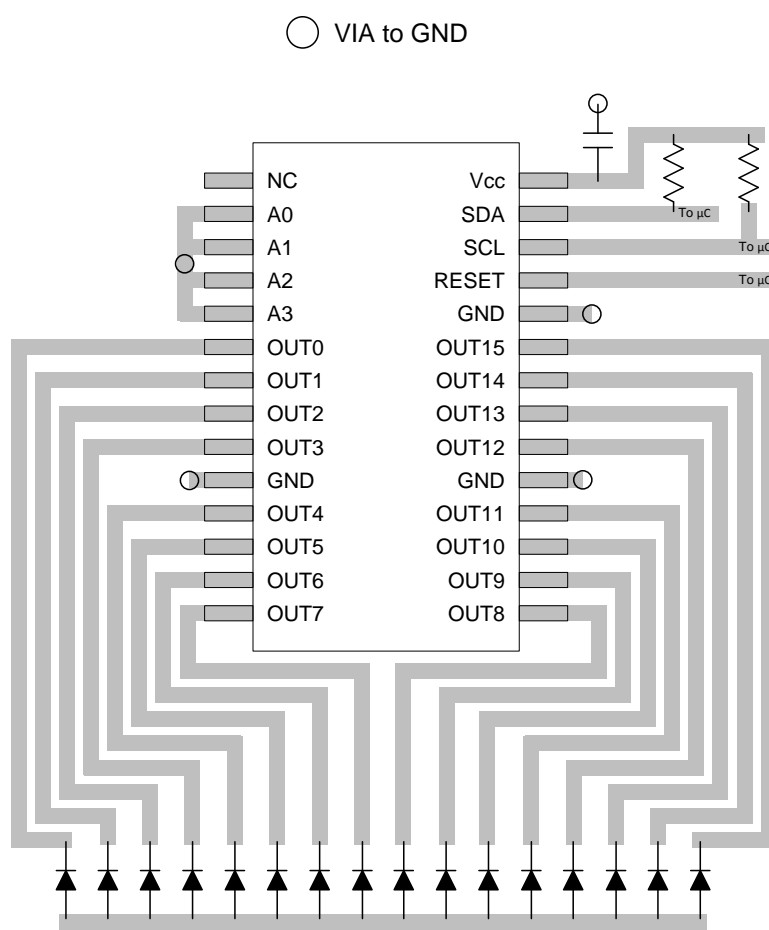 VIA to GND
NC Vcc
A0 SDA To µC
A1 SCL To µC
A2 RESET To µC
A3 GND
OUT0 OUT15
OUT1 OUT14
OUT2 OUT13
OUT3 OUT12
GND GND
OUT4 OUT11
OUT5 OUT10
OUT6 OUT9
OUT7 OUT8